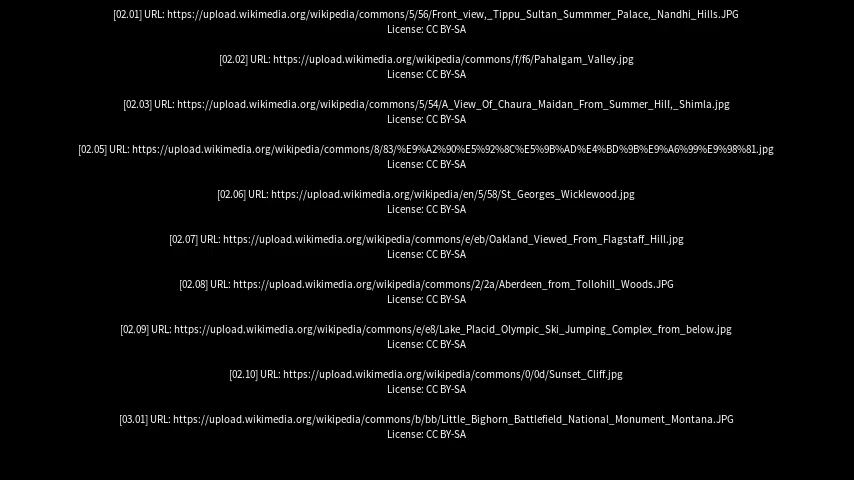 [02.01] URL: https://upload.wikimedia.org/wikipedia/commons/5/56/Front_view,_Tippu_Sultan_Summmer_Palace,_Nandhi_Hills.JPG
License: CC BY-SA
[02.02] URL: https://upload.wikimedia.org/wikipedia/commons/f/f6/Pahalgam_Valley.jpg
License: CC BY-SA
[02.03] URL: https://upload.wikimedia.org/wikipedia/commons/5/54/A_View_Of_Chaura_Maidan_From_Summer_Hill,_Shimla.jpg
License: CC BY-SA
[02.05] URL: https://upload.wikimedia.org/wikipedia/commons/8/83/%E9%A2%90%E5%92%8C%E5%9B%AD%E4%BD%9B%E9%A6%99%E9%98%81.jpg
License: CC BY-SA
[02.06] URL: https://upload.wikimedia.org/wikipedia/en/5/58/St_Georges_Wicklewood.jpg
License: CC BY-SA
[02.07] URL: https://upload.wikimedia.org/wikipedia/commons/e/eb/Oakland_Viewed_From_Flagstaff_Hill.jpg
License: CC BY-SA
[02.08] URL: https://upload.wikimedia.org/wikipedia/commons/2/2a/Aberdeen_from_Tollohill_Woods.JPG
License: CC BY-SA
[02.09] URL: https://upload.wikimedia.org/wikipedia/commons/e/e8/Lake_Placid_Olympic_Ski_Jumping_Complex_from_below.jpg
License: CC BY-SA
[02.10] URL: https://upload.wikimedia.org/wikipedia/commons/0/0d/Sunset_Cliff.jpg
License: CC BY-SA
[03.01] URL: https://upload.wikimedia.org/wikipedia/commons/b/bb/Little_Bighorn_Battlefield_National_Monument_Montana.JPG
License: CC BY-SA